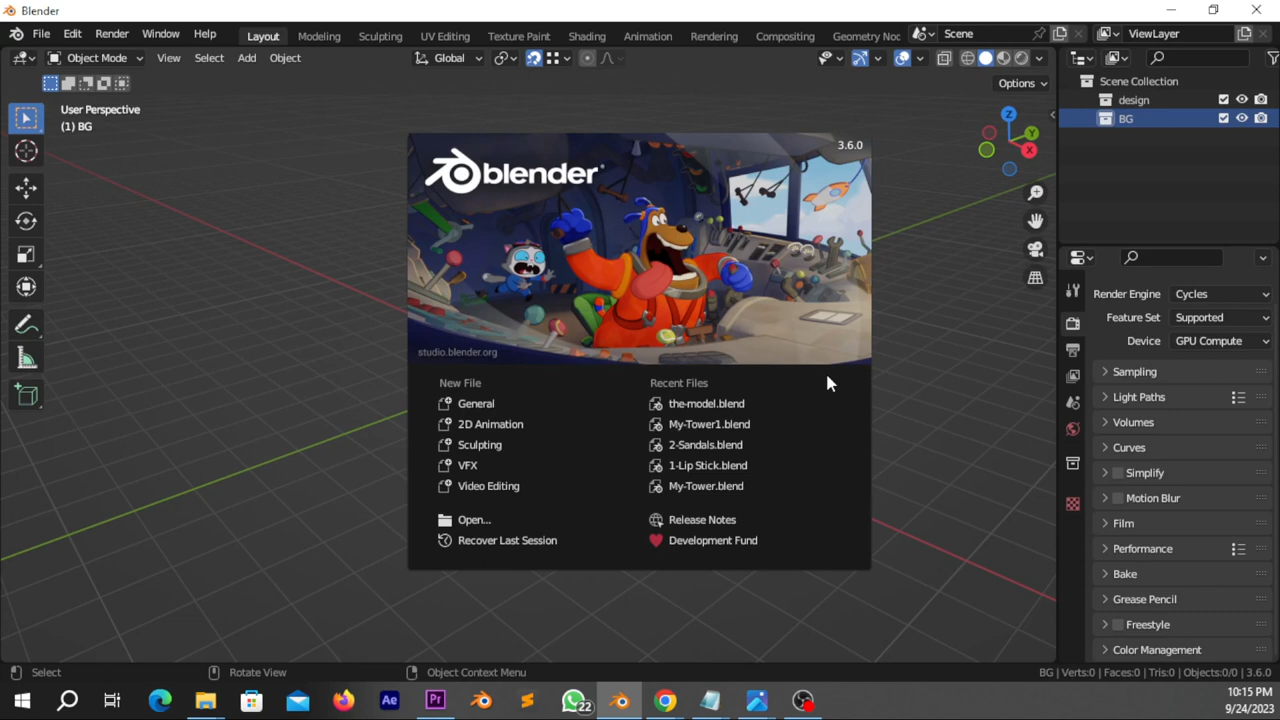 Blender
File Edit Render Window Help Layout Modeling Sculpting UV Editing Texture Paint Shading Animation Rendering Compositing Geometry Noc Scene ViewLayer
Object Mode View Select Add Object Global
Options
User Perspective
(1) BG
Scene Collection
design
BG
Z
Y
X
blender
3.6.0
studio.blender.org
New File
General
2D Animation
Sculpting
VFX
Video Editing
Open...
Recover Last Session
Recent Files
the-model.blend
My-Tower1.blend
2-Sandals.blend
1-Lip Stick.blend
My-Tower.blend
Release Notes
Development Fund
Render Engine Cycles
Feature Set Supported
Device GPU Compute
Sampling
Light Paths
Volumes
Curves
Simplify
Motion Blur
Film
Performance
Bake
Grease Pencil
Freestyle
Color Management
Select Rotate View Object Context Menu BG | Verts:0 | Faces:0 | Tris:0 | Objects:0/0 | 3.6.0
Ae Pr 22
10:15 PM
9/24/2023